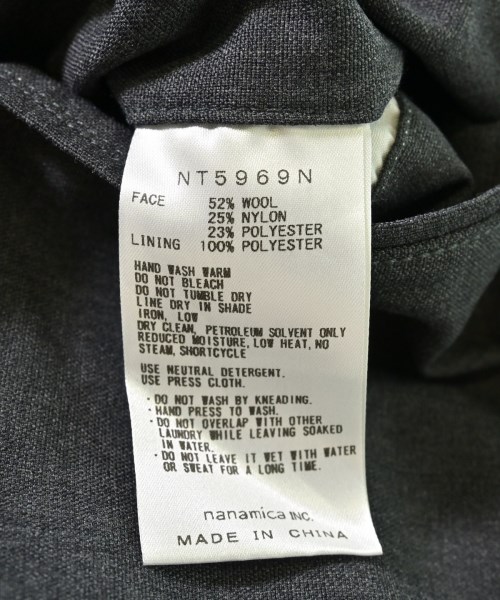 NT5969N
FACE 52% WOOL
25% NYLON
23% POLYESTER
LINING 100% POLYESTER
HAND WASH WARM
DO NOT BLEACH
DO NOT TUMBLE DRY
LINE DRY IN SHADE
IRON, LOW
DRY CLEAN, PETROLEUM SOLVENT ONLY
REDUCED MOISTURE, LOW HEAT, NO
STEAM, SHORTCYCLE
USE NEUTRAL DETERGENT.
USE PRESS CLOTH.
・DO NOT WASH BY KNEADING.
・HAND PRESS TO WASH.
・DO NOT OVERLAP WITH OTHER
LAUNDRY WHILE LEAVING SOAKED
IN WATER.
・DO NOT LEAVE IT WET WITH WATER
OR SWEAT FOR A LONG TIME.
nanamica INC.
MADE IN CHINA